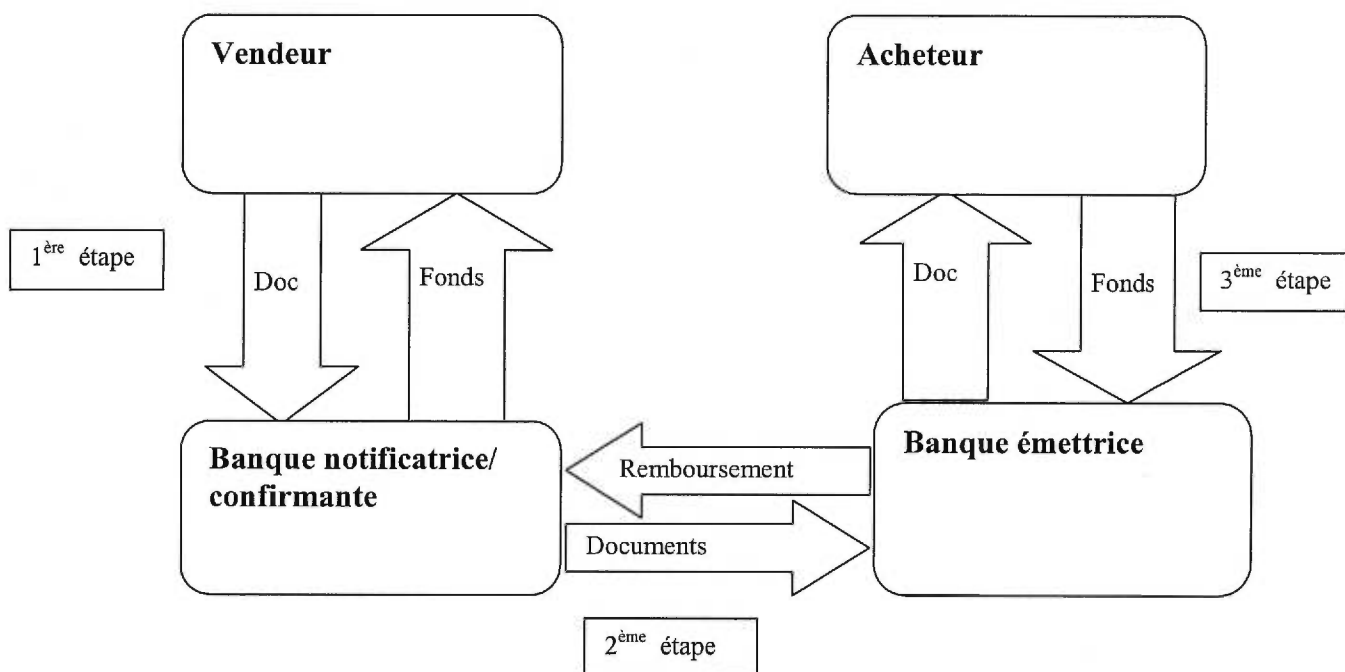 Vendeur
Acheteur
1ère étape
Doc
Fonds
Doc
Fonds
3ème étape
Banque notificatrice/
confirmante
Remboursement
Banque émettrice
Documents
2ème étape